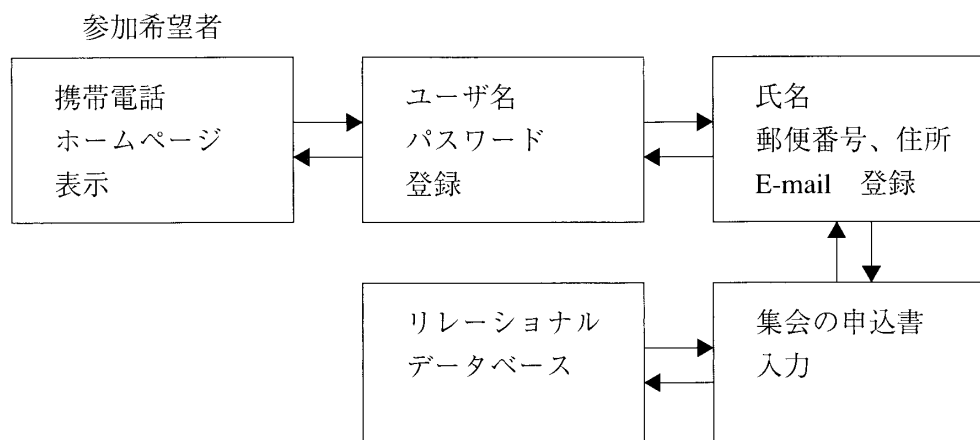 参加希望者
携帯電話
ホームページ
表示
ユーザ名
パスワード
登録
氏名
郵便番号、住所
E-mail　登録
リレーショナル
データベース
集会の申込書
入力